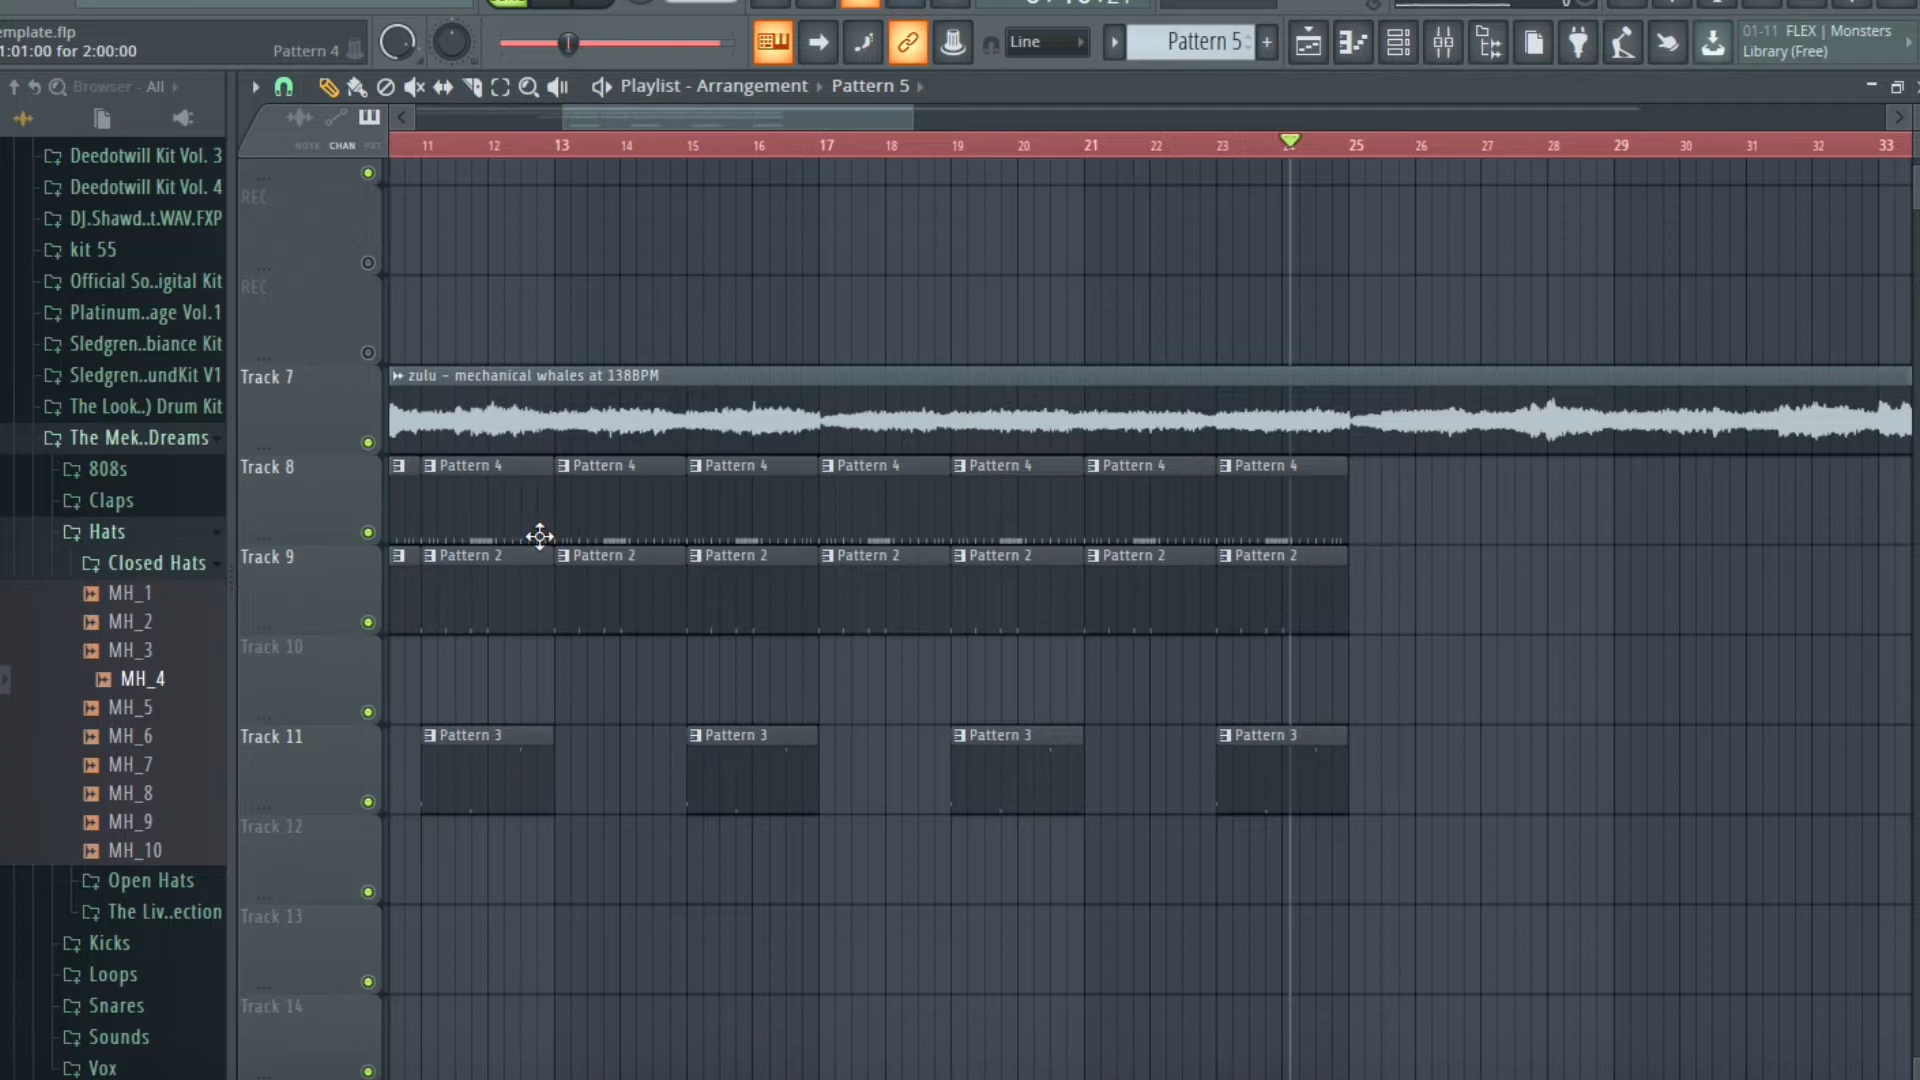 emplate.flp
1:01:00 for 2:00:00
Pattern 4
Line
Pattern 5
01-11 FLEX | Monsters
Library (Free)
Browser - All
Playlist - Arrangement
Pattern 5
CHAN
11 12 13 14 15 16 17 18 19 20 21 22 23 24 25 26 27 28 29 30 31 32 33
Deedotwill Kit Vol. 3
Deedotwill Kit Vol. 4
DJ.Shawd..t.WAV.FXP
kit 55
Official So..igital Kit
Platinum..age Vol.1
Sledgren..biance Kit
Sledgren..undKit V1
The Look..) Drum Kit
The Mek..Dreams
808s
Claps
Hats
Closed Hats
MH_1
MH_2
MH_3
MH_4
MH_5
MH_6
MH_7
MH_8
MH_9
MH_10
Open Hats
The Liv..ection
Kicks
Loops
Snares
Sounds
Vox
REC
REC
Track 7
zulu - mechanical whales at 138BPM
Track 8
Pattern 4 Pattern 4 Pattern 4 Pattern 4 Pattern 4 Pattern 4 Pattern 4
Track 9
Pattern 2 Pattern 2 Pattern 2 Pattern 2 Pattern 2 Pattern 2 Pattern 2
Track 10
Track 11
Pattern 3 Pattern 3 Pattern 3 Pattern 3
Track 12
Track 13
Track 14